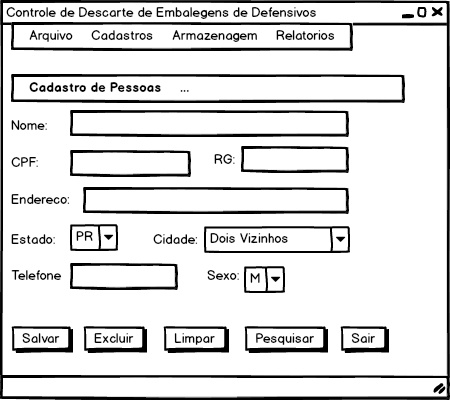 Controle de Descarte de Embalegens de Defensivos
Arquivo Cadastros Armazenagem Relatorios
Cadastro de Pessoas ...
Nome:
CPF: RG:
Endereco:
Estado: PR Cidade: Dois Vizinhos
Telefone Sexo: M
Salvar Excluir Limpar Pesquisar Sair